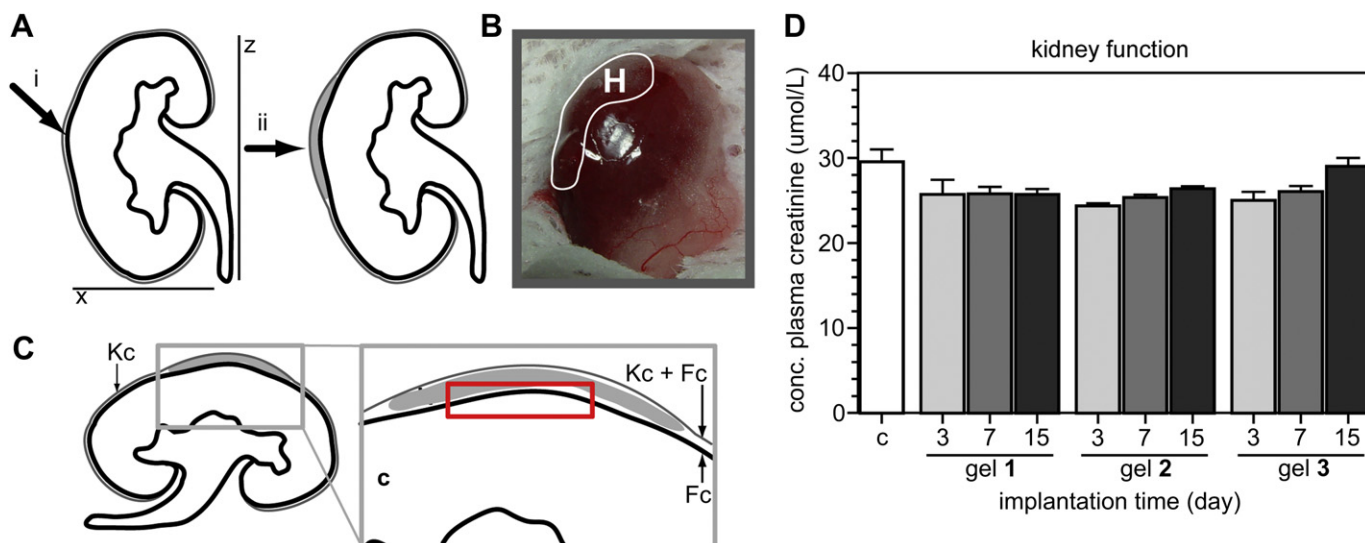 A
i
z
ii
x
B
H
C
Kc
Kc + Fc
c
Fc
D
kidney function
conc. plasma creatinine (umol/L)
40
30
20
10
0
c 3 7 15 3 7 15 3 7 15
gel 1 gel 2 gel 3
implantation time (day)